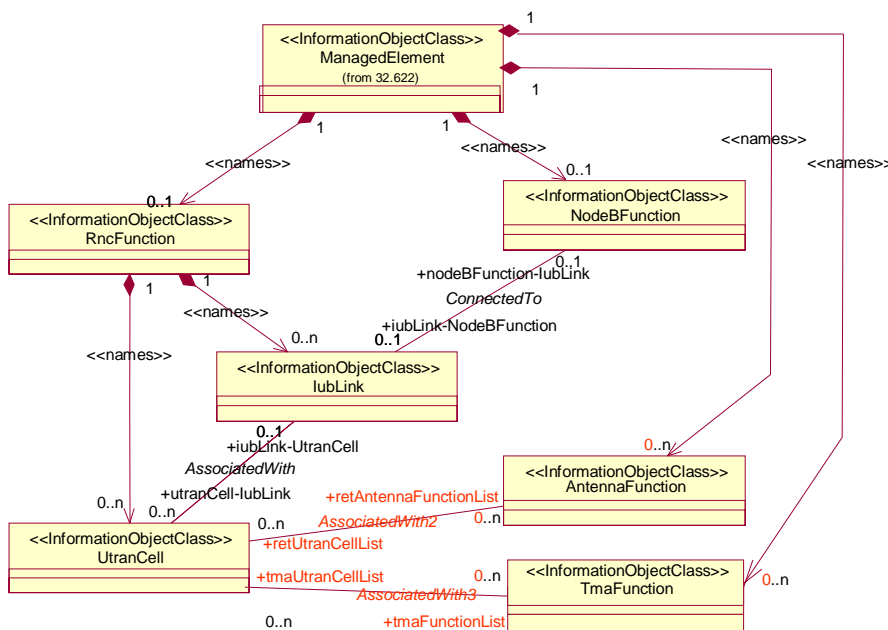 1
<<InformationObjectClass>>
ManagedElement
(from 32.622)
1
1
1
<<names>>
<<names>>
<<names>>
<<names>>
0..1
0..1
<<InformationObjectClass>>
RncFunction
<<InformationObjectClass>>
NodeBFunction
1
1
0..1
+nodeBFunction-IubLink
ConnectedTo
+iubLink-NodeBFunction
<<names>>
<<names>>
0..n
0..1
<<InformationObjectClass>>
IubLink
0..1
+iubLink-UtranCell
AssociatedWith
+utranCell-IubLink
0..n
0..n
0..n
<<InformationObjectClass>>
AntennaFunction
+retAntennaFunctionList
0..n
AssociatedWith2
0..n
+retUtranCellList
<<InformationObjectClass>>
UtranCell
+tmaUtranCellList
0..n
AssociatedWith3
<<InformationObjectClass>>
TmaFunction
0..n
0..n
+tmaFunctionList